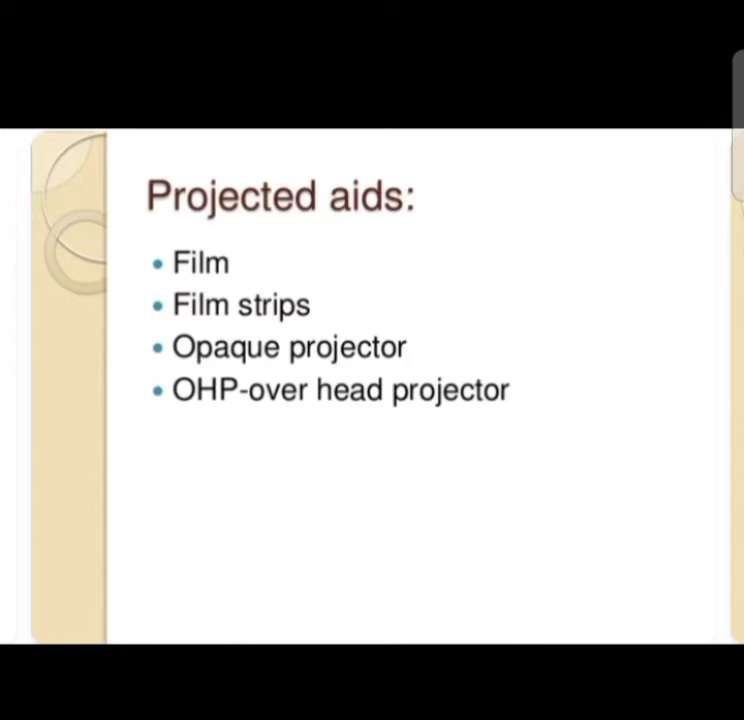 Projected aids:
• Film
• Film strips
• Opaque projector
• OHP-over head projector